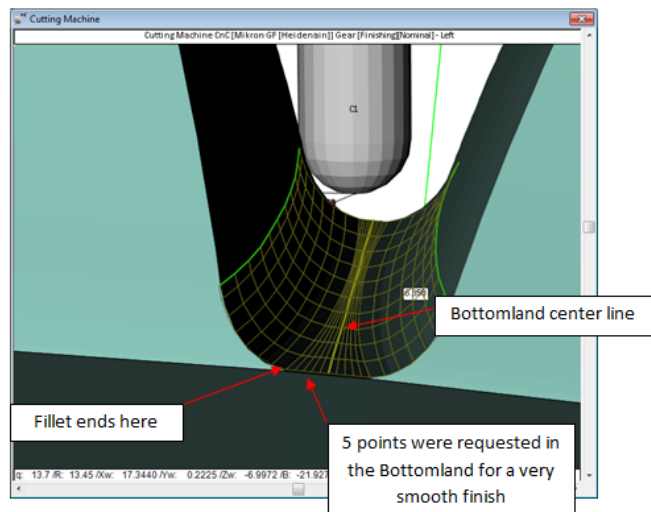 Cutting Machine
Cutting Machine CnC [Mikron GF [Heidenain]] Gear [Finishing][Nominal] - Left
C1
Bottomland center line
Fillet ends here
5 points were requested in
the Bottomland for a very
smooth finish
q: 13.7 /R: 13.45 /Xw: 17.3440 /Yw: 0.2225 /Zw: -6.9972 /B: -21.927